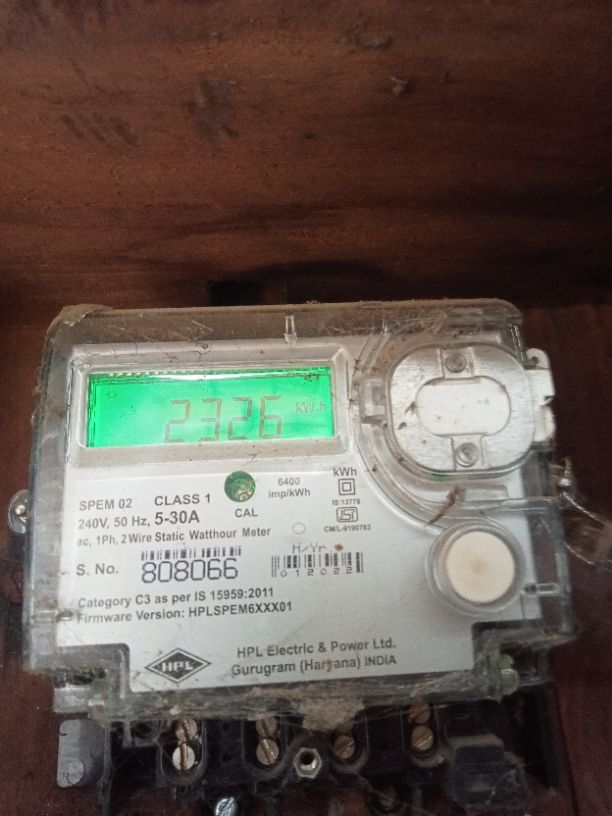 2326 kWh
6400
imp/kWh
kWh
SPEM 02 CLASS 1
CAL
IS:13779
240V, 50 Hz, 5-30A
CM/L-8190783
ac, 1Ph, 2 Wire Static Watthour Meter
M/Yr
S. No. 808066
012022
Category C3 as per IS 15959:2011
Firmware Version: HPLSPEM6XXX01
HPL
HPL Electric & Power Ltd.
Gurugram (Haryana) INDIA